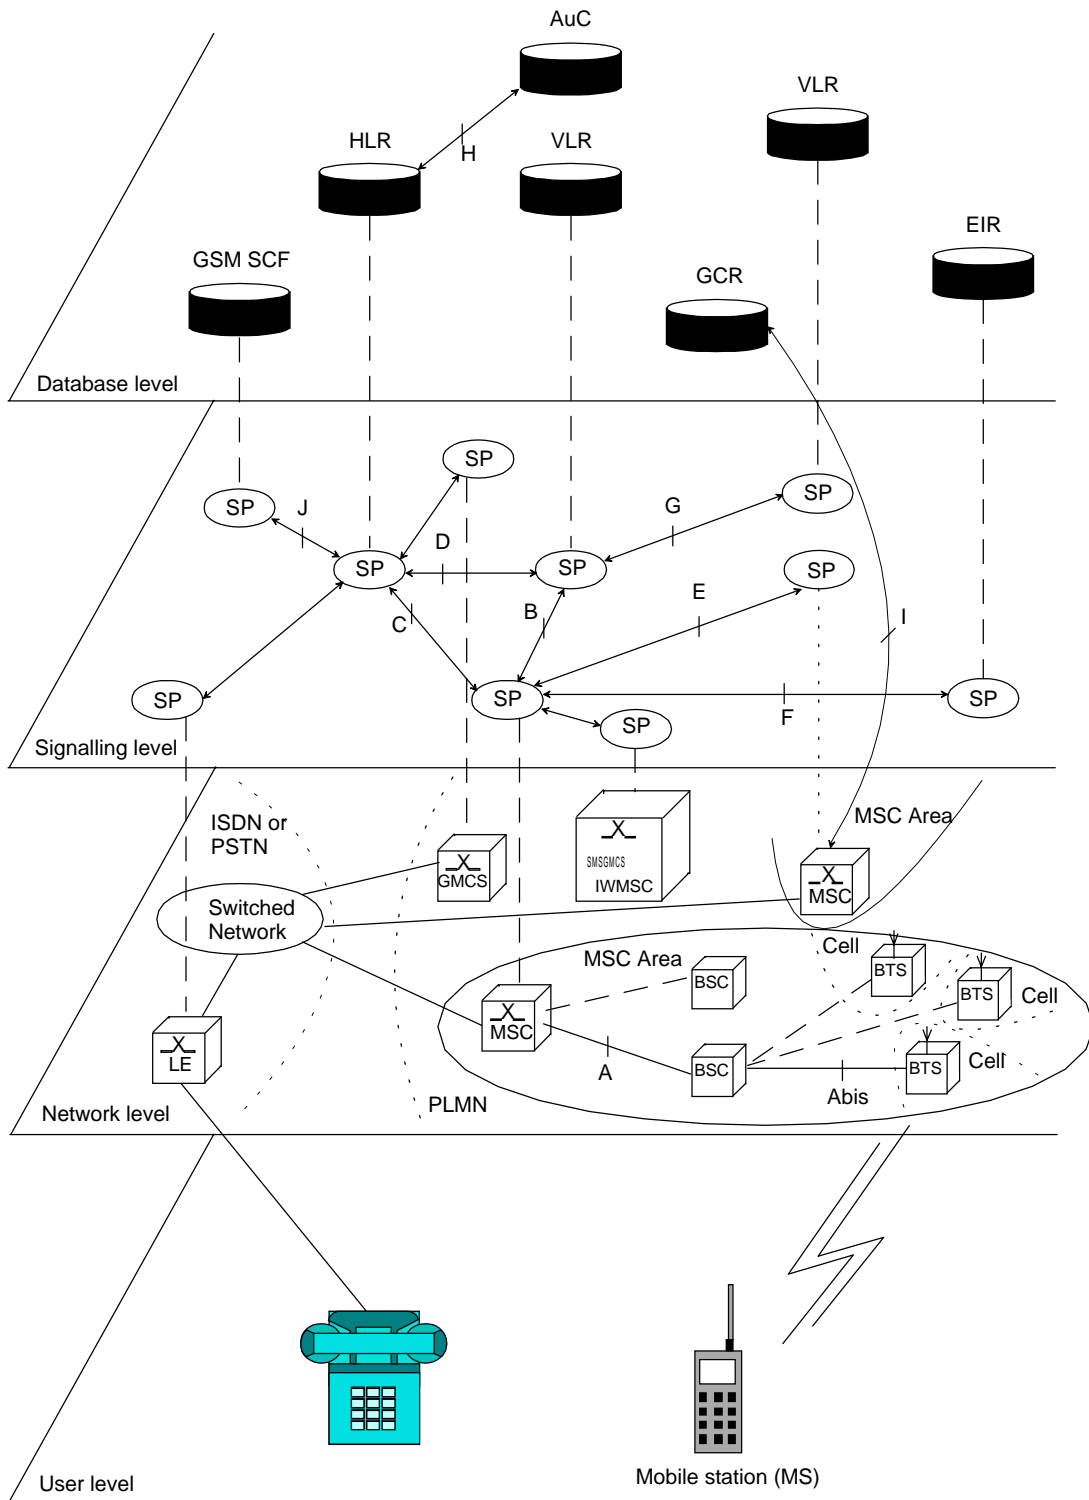 AuC
VLR
HLR
H
VLR
EIR
GSM SCF
GCR
Database level
SP
SP
J
G
SP
D
SP
SP
SP
E
B
C
I
SP
SP
SP
SP
F
Signalling level
ISDN or
PSTN
MSC Area
SMSGMCS
GMCS
IWMSC
MSC
Switched
Network
Cell
MSC Area
BTS
BSC
BTS
Cell
MSC
LE
A
BSC
BTS
Cell
Abis
PLMN
Network level
Mobile station (MS)
User level